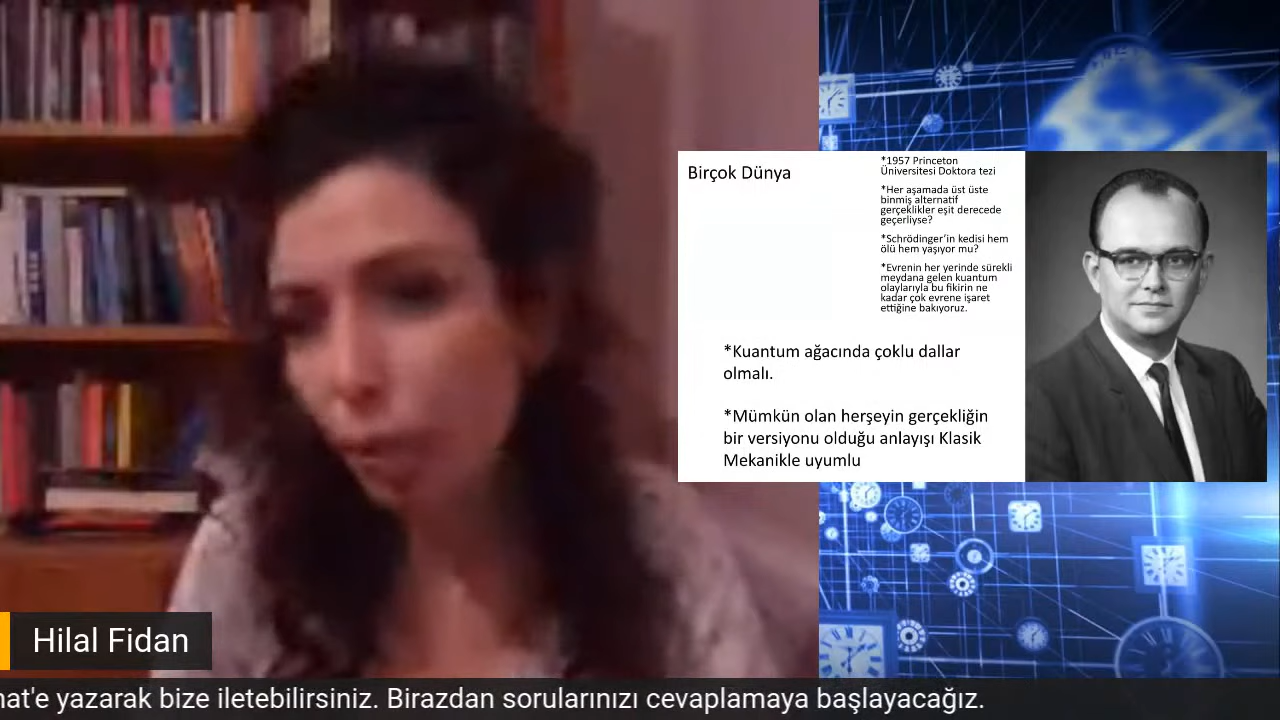 Birçok Dünya
*1957 Princeton
Üniversitesi Doktora tezi
*Her aşamada üst üste
binmiş alternatif
gerçeklikler eşit derecede
geçerliyse?
*Schrödinger'in kedisi hem
ölü hem yaşıyor mu?
*Evrenin her yerinde sürekli
meydana gelen kuantum
olaylarıyla bu fikirin ne
kadar çok evrene işaret
ettiğine bakıyoruz.
*Kuantum ağacında çoklu dallar
olmalı.
*Mümkün olan herşeyin gerçekliğin
bir versiyonu olduğu anlayışı Klasik
Mekanikle uyumlu
Hilal Fidan
hat'e yazarak bize iletebilirsiniz. Birazdan sorularınızı cevaplamaya başlayacağız.